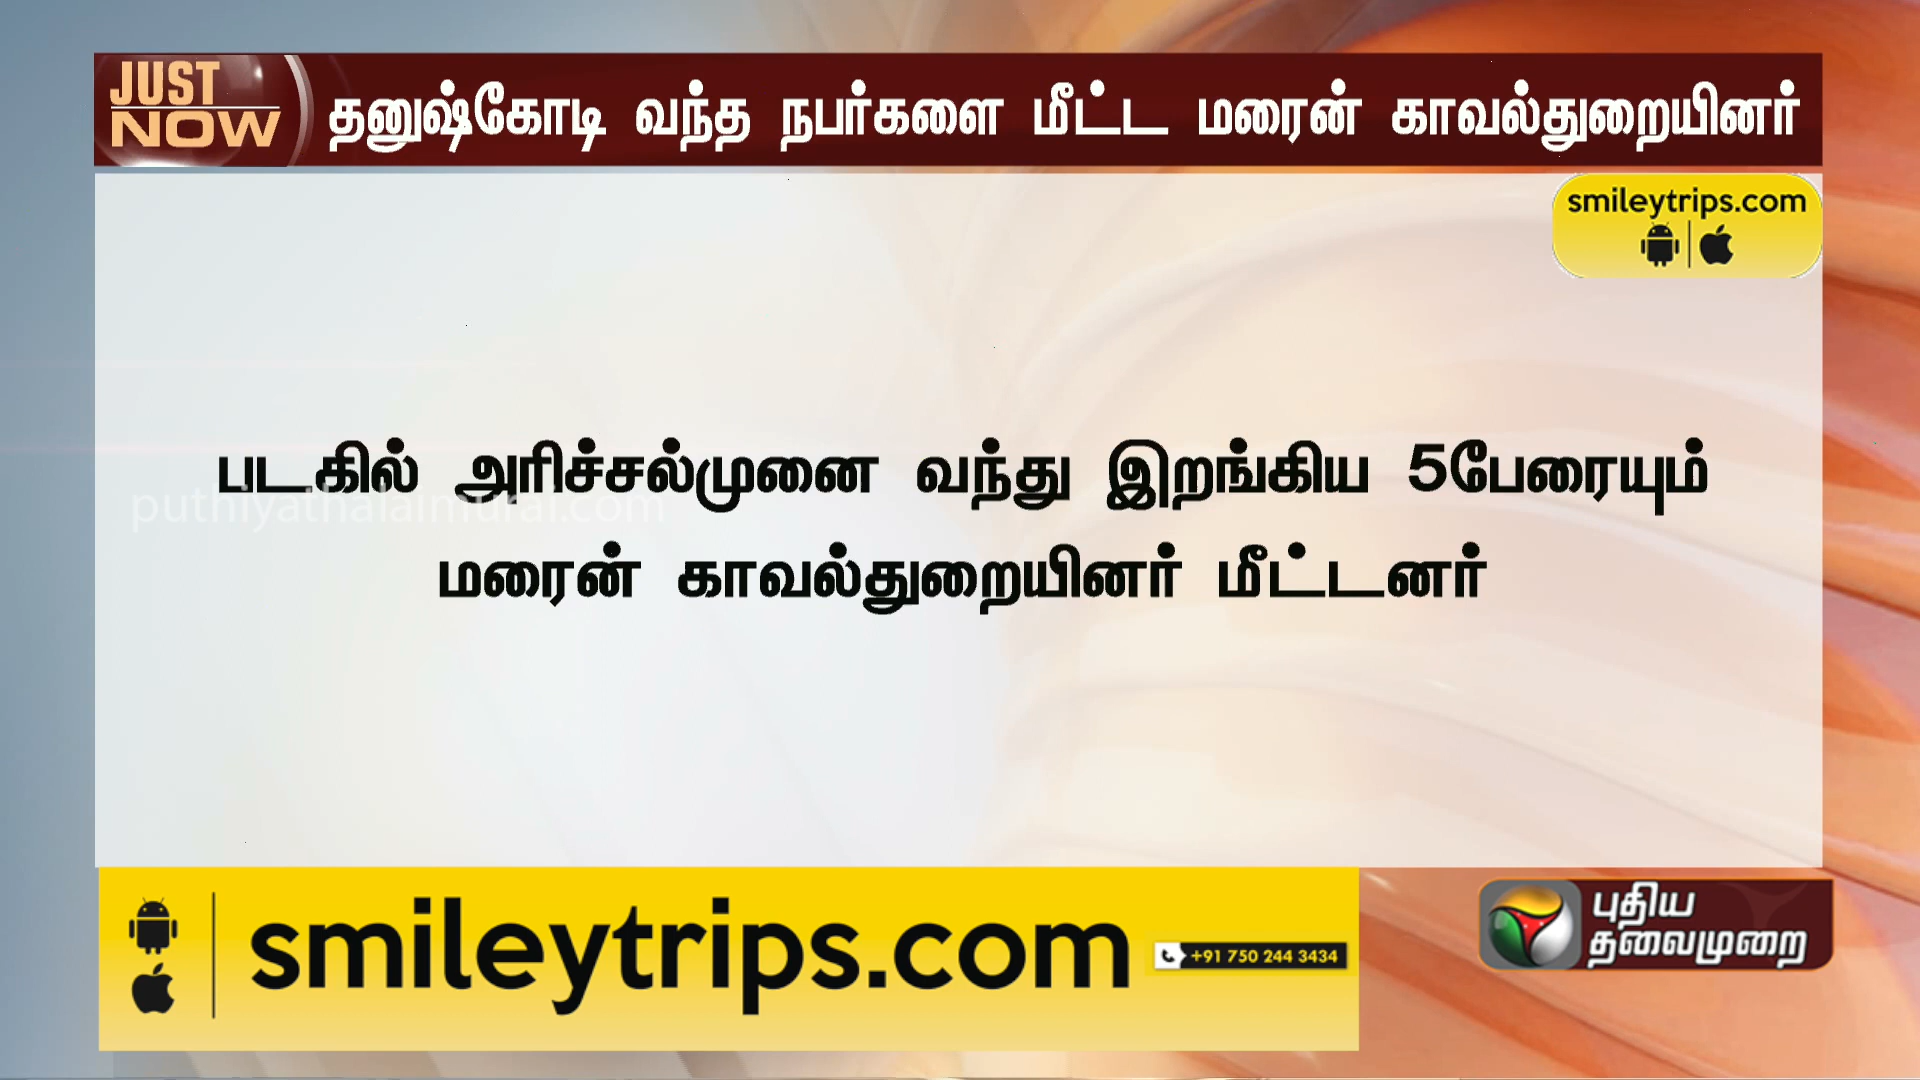 JUST
NOW
தனுஷ்கோடி வந்த நபர்களை மீட்ட மரைன் காவல்துறையினர்
smileytrips.com
படகில் அரிச்சல்முனை வந்து இறங்கிய 5பேரையும்
puthiyathalaimurai.com
மரைன் காவல்துறையினர் மீட்டனர்
smileytrips.com
+91 750 244 3434
புதிய
தலைமுறை